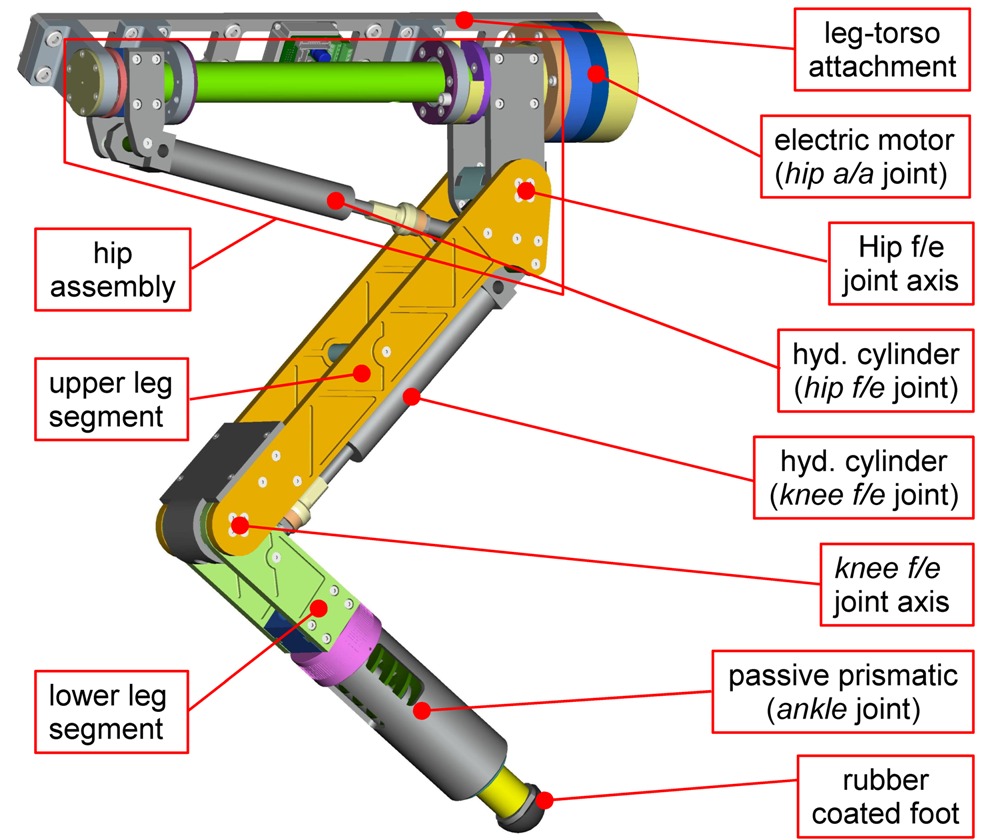 leg-torso
attachment
electric motor
(hip a/a joint)
Hip f/e
joint axis
hip
assembly
hyd. cylinder
(hip f/e joint)
upper leg
segment
hyd. cylinder
(knee f/e joint)
knee f/e
joint axis
passive prismatic
(ankle joint)
lower leg
segment
rubber
coated foot